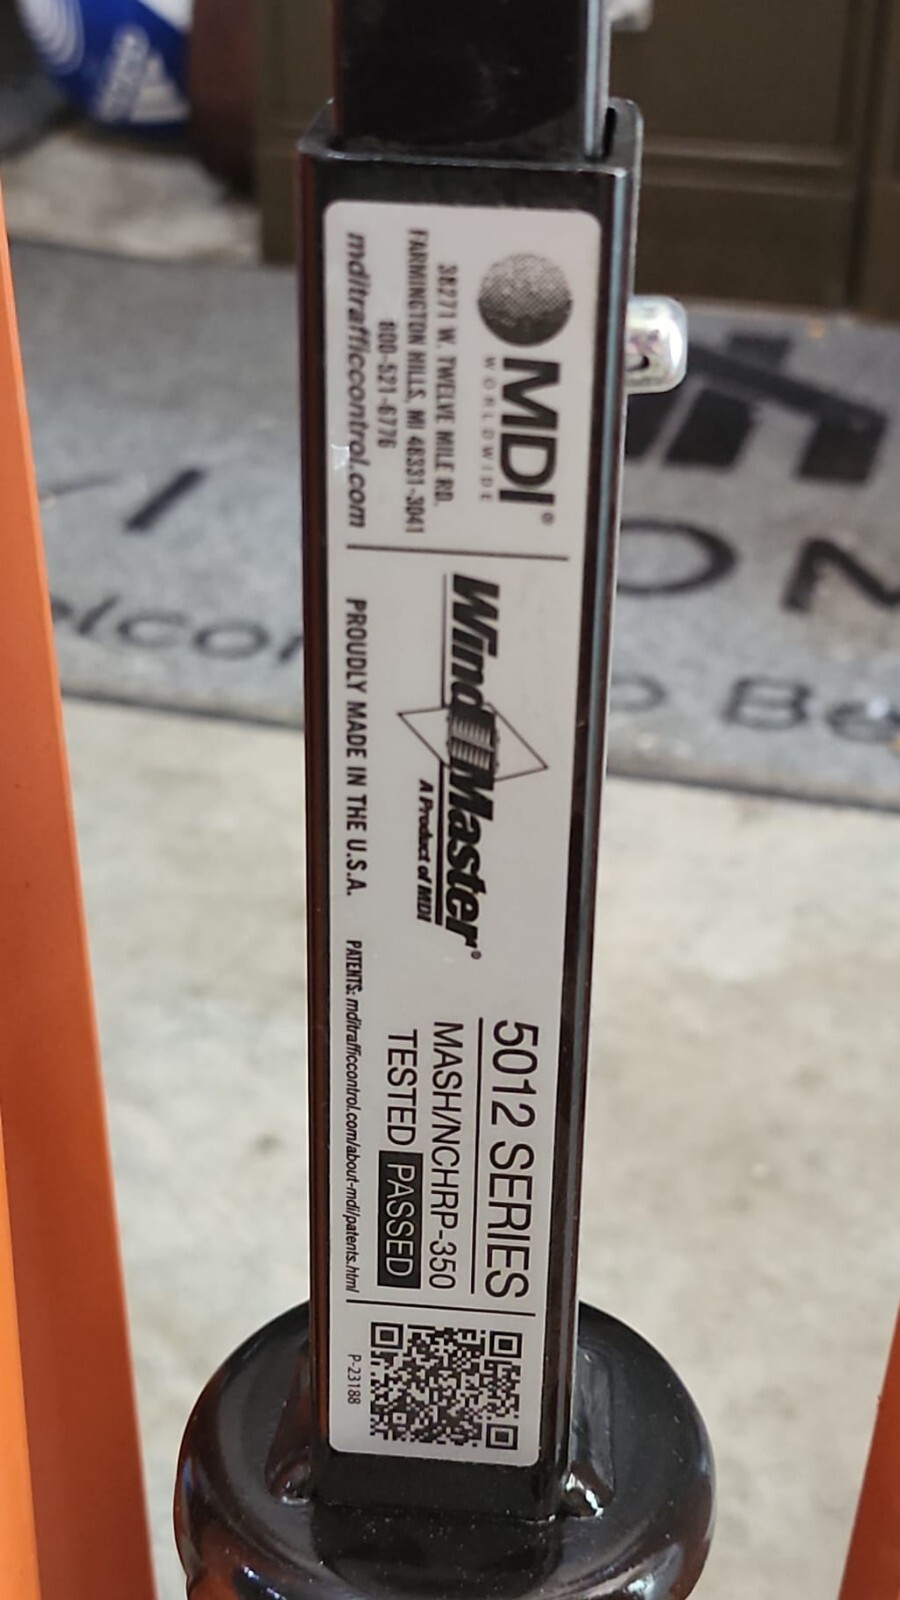 MDI®
WORLDWIDE
38271 W. TWELVE MILE RD.
FARMINGTON HILLS, MI 48331-3041
800-521-6776
mditrafficcontrol.com
WindMaster®
A Product of MDI
PROUDLY MADE IN THE U.S.A.
5012 SERIES
MASH/NCHRP-350
TESTED PASSED
PATENTS: mditrafficcontrol.com/about-mdi/patents.html
P-23188
adidas